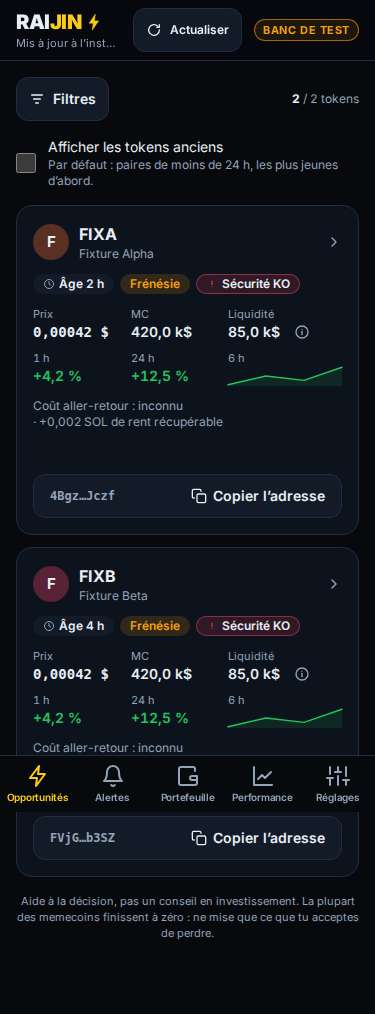 RAIJIN
Mis à jour à l'inst…
Actualiser
BANC DE TEST
Filtres
2 / 2 tokens
Afficher les tokens anciens
Par défaut : paires de moins de 24 h, les plus jeunes
d’abord.
F
FIXA
Fixture Alpha
Âge 2 h
Frénésie
! Sécurité KO
Prix
MC
Liquidité
0,00042 $
420,0 k$
85,0 k$
1 h
24 h
6 h
+4,2 %
+12,5 %
Coût aller-retour : inconnu
· +0,002 SOL de rent récupérable
4Bgz…Jczf
Copier l’adresse
F
FIXB
Fixture Beta
Âge 4 h
Frénésie
! Sécurité KO
Prix
MC
Liquidité
0,00042 $
420,0 k$
85,0 k$
1 h
24 h
6 h
+4,2 %
+12,5 %
Coût aller-retour : inconnu
Opportunités
Alertes
Portefeuille
Performance
Réglages
FVjG…b3SZ
Copier l’adresse
Aide à la décision, pas un conseil en investissement. La plupart
des memecoins finissent à zéro : ne mise que ce que tu acceptes
de perdre.